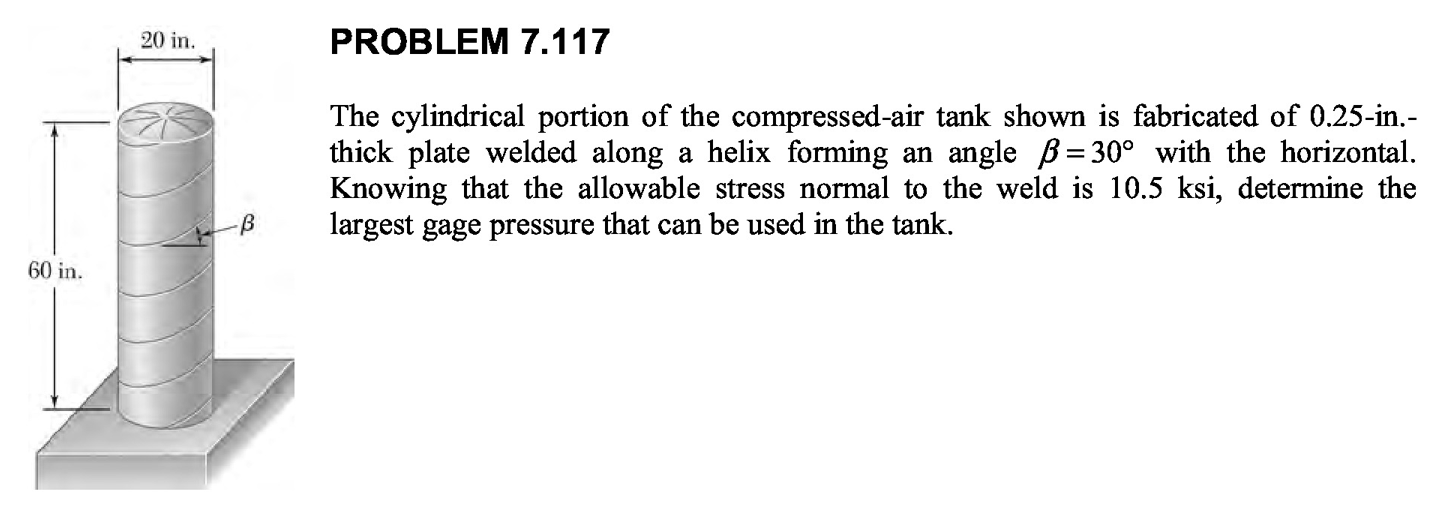 20 in.
PROBLEM 7.117
The cylindrical portion of the compressed-air tank shown is fabricated of 0.25-in.-
thick plate welded along a helix forming an angle β = 30° with the horizontal.
Knowing that the allowable stress normal to the weld is 10.5 ksi, determine the
largest gage pressure that can be used in the tank.
β
60 in.